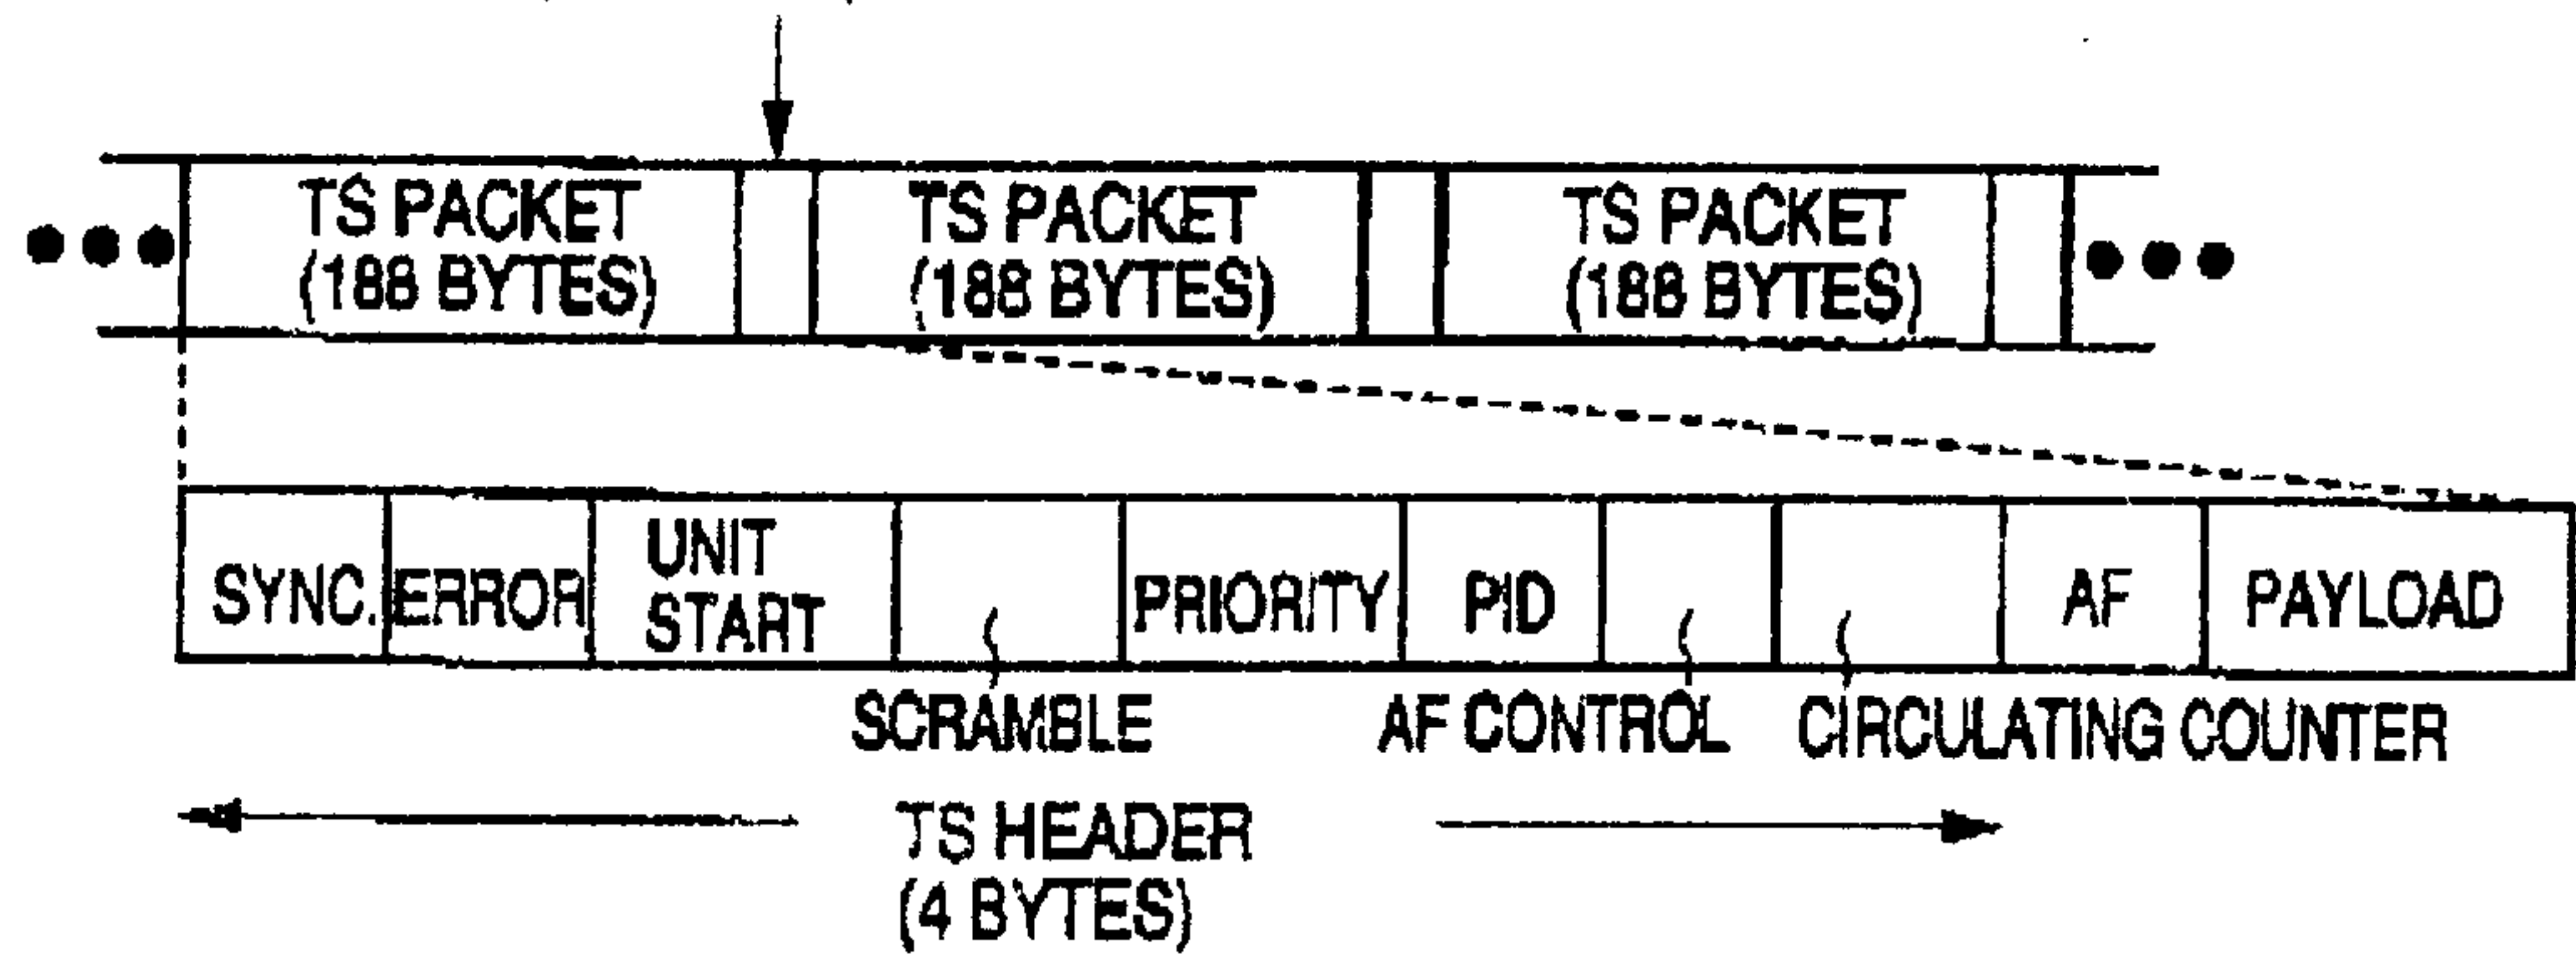 TS PACKET
(188 BYTES)
TS PACKET
(188 BYTES)
TS PACKET
(188 BYTES)
SYNC.
ERROR
UNIT
START
PRIORITY
PID
AF
PAYLOAD
SCRAMBLE
AF CONTROL
CIRCULATING COUNTER
TS HEADER
(4 BYTES)